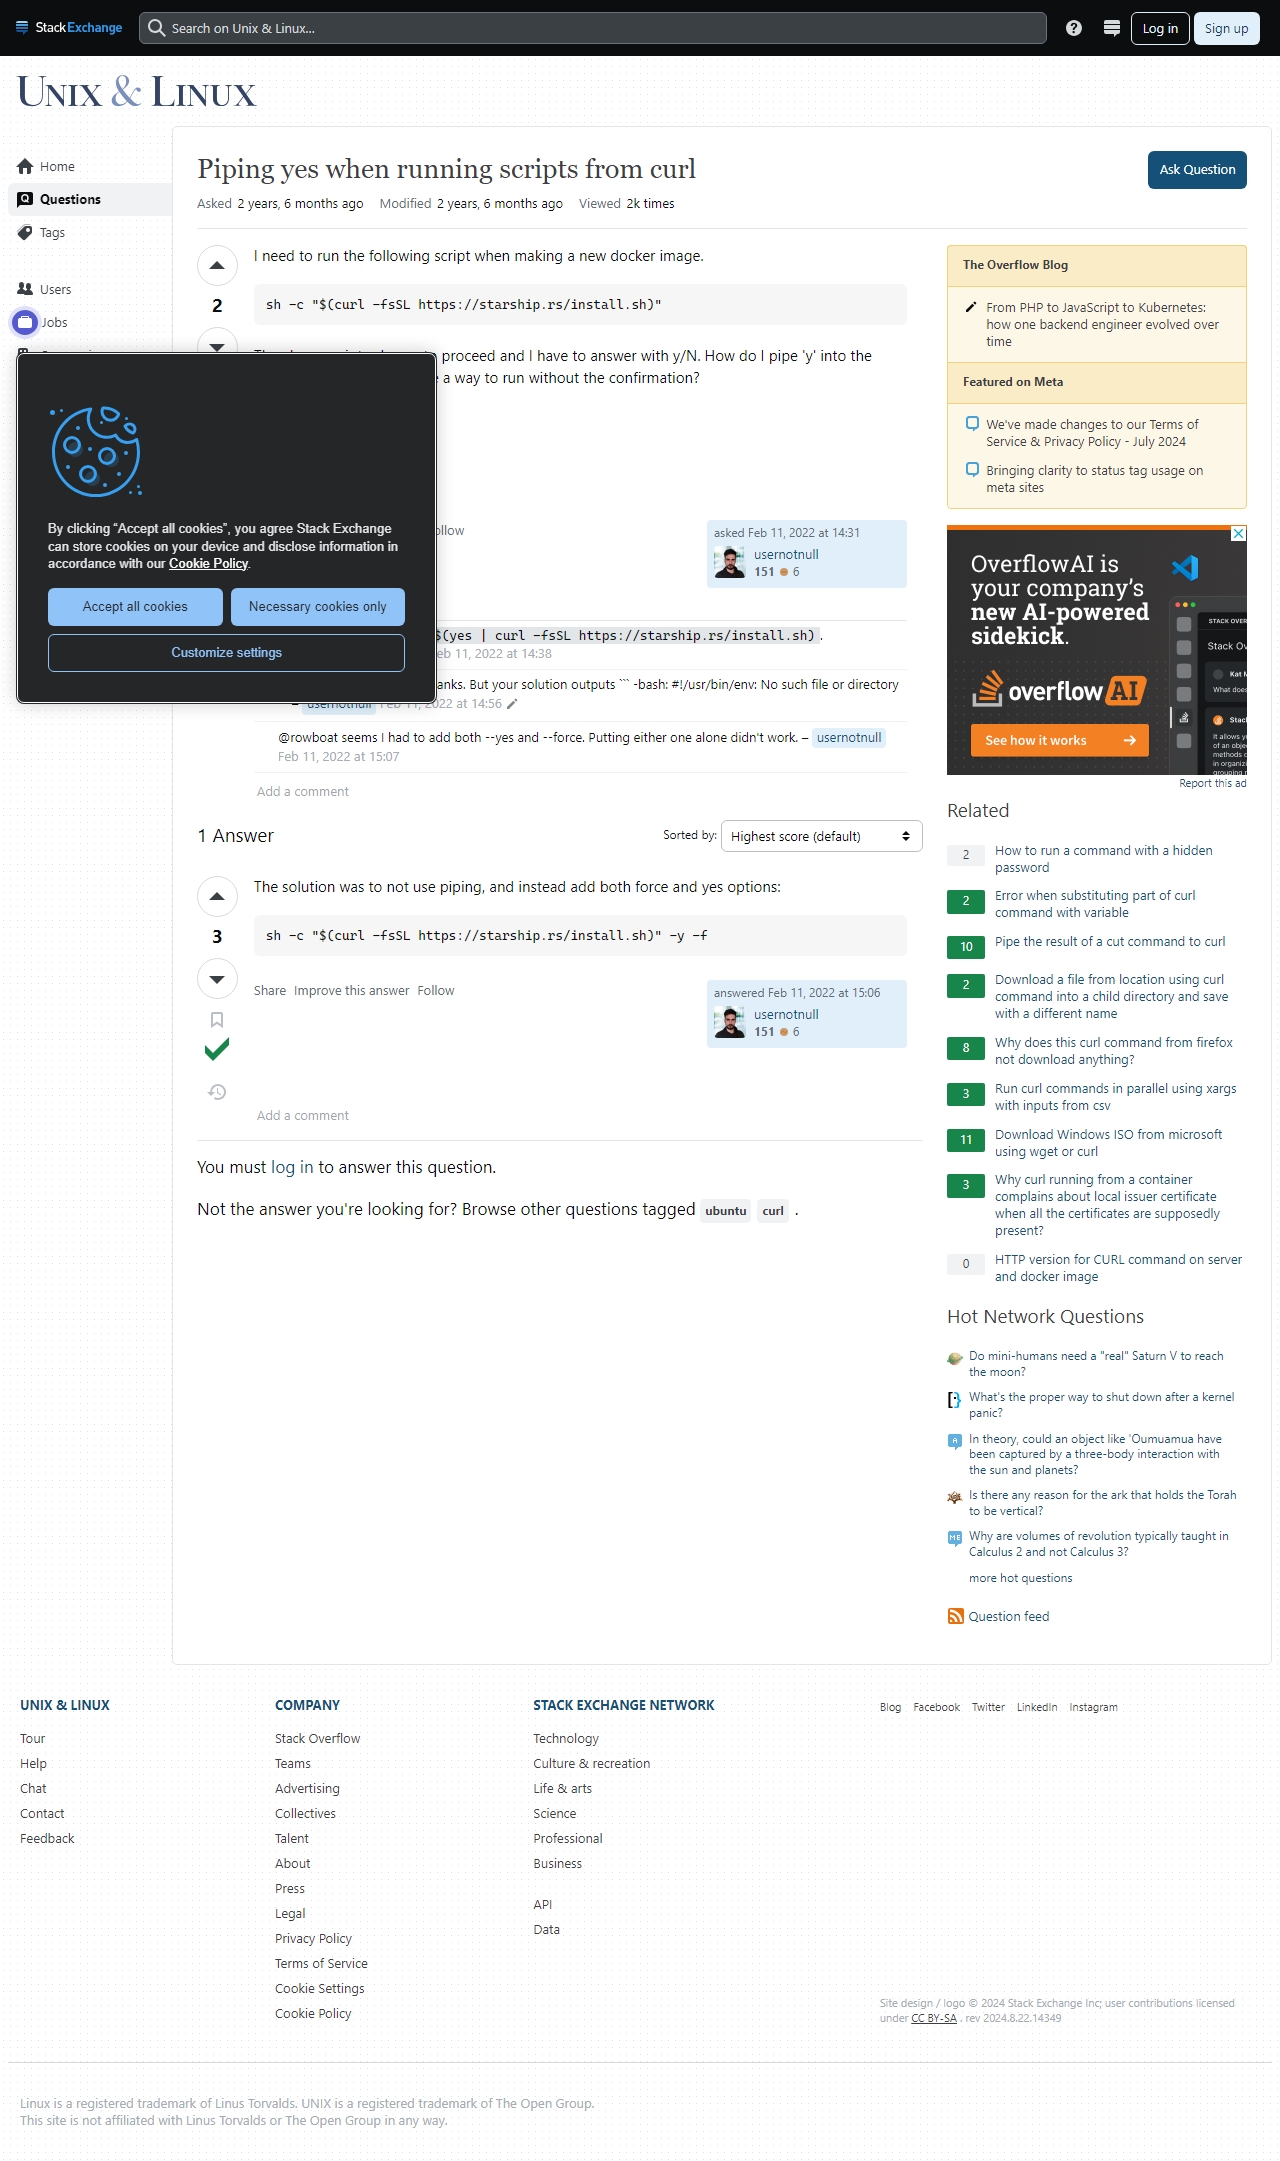 StackExchange
Search on Unix & Linux...
Log in
Sign up
UNIX & LINUX
Home
Questions
Tags
Users
Jobs
Piping yes when running scripts from curl
Ask Question
Asked 2 years, 6 months ago Modified 2 years, 6 months ago Viewed 2k times
I need to run the following script when making a new docker image.
2
sh -c "$(curl -fsSL https://starship.rs/install.sh)"
proceed and I have to answer with y/N. How do I pipe 'y' into the
a way to run without the confirmation?
By clicking “Accept all cookies”, you agree Stack Exchange
can store cookies on your device and disclose information in
accordance with our Cookie Policy.
Accept all cookies
Necessary cookies only
Customize settings
asked Feb 11, 2022 at 14:31
usernotnull
151 6
$(yes | curl -fsSL https://starship.rs/install.sh).
11, 2022 at 14:38
But your solution outputs ``` -bash: #!/usr/bin/env: No such file or directory
– usernotnull Feb 11, 2022 at 14:56
@rowboat seems I had to add both --yes and --force. Putting either one alone didn't work. – usernotnull
Feb 11, 2022 at 15:07
Add a comment
1 Answer
Sorted by:
Highest score (default)
The solution was to not use piping, and instead add both force and yes options:
3
sh -c "$(curl -fsSL https://starship.rs/install.sh)" -y -f
Share Improve this answer Follow
answered Feb 11, 2022 at 15:06
usernotnull
151 6
Add a comment
You must log in to answer this question.
Not the answer you're looking for? Browse other questions tagged ubuntu curl .
The Overflow Blog
From PHP to JavaScript to Kubernetes:
how one backend engineer evolved over
time
Featured on Meta
We've made changes to our Terms of
Service & Privacy Policy - July 2024
Bringing clarity to status tag usage on
meta sites
OverflowAI is
your company’s
new AI-powered
sidekick.
overflow AI
See how it works
STACK OVER
Stack Ov
Kat M
What does
Stack
It allows yo
of an objec
methods c
in organizi
grouping r
Report this ad
Related
2 How to run a command with a hidden
password
2 Error when substituting part of curl
command with variable
10 Pipe the result of a cut command to curl
2 Download a file from location using curl
command into a child directory and save
with a different name
8 Why does this curl command from firefox
not download anything?
3 Run curl commands in parallel using xargs
with inputs from csv
11 Download Windows ISO from microsoft
using wget or curl
3 Why curl running from a container
complains about local issuer certificate
when all the certificates are supposedly
present?
0 HTTP version for CURL command on server
and docker image
Hot Network Questions
Do mini-humans need a "real" Saturn V to reach
the moon?
What's the proper way to shut down after a kernel
panic?
In theory, could an object like 'Oumuamua have
been captured by a three-body interaction with
the sun and planets?
Is there any reason for the ark that holds the Torah
to be vertical?
Why are volumes of revolution typically taught in
Calculus 2 and not Calculus 3?
more hot questions
Question feed
UNIX & LINUX
Tour
Help
Chat
Contact
Feedback
COMPANY
Stack Overflow
Teams
Advertising
Collectives
Talent
About
Press
Legal
Privacy Policy
Terms of Service
Cookie Settings
Cookie Policy
STACK EXCHANGE NETWORK
Technology
Culture & recreation
Life & arts
Science
Professional
Business
API
Data
Blog Facebook Twitter LinkedIn Instagram
Site design / logo © 2024 Stack Exchange Inc; user contributions licensed
under CC BY-SA . rev 2024.8.22.14349
Linux is a registered trademark of Linus Torvalds. UNIX is a registered trademark of The Open Group.
This site is not affiliated with Linus Torvalds or The Open Group in any way.